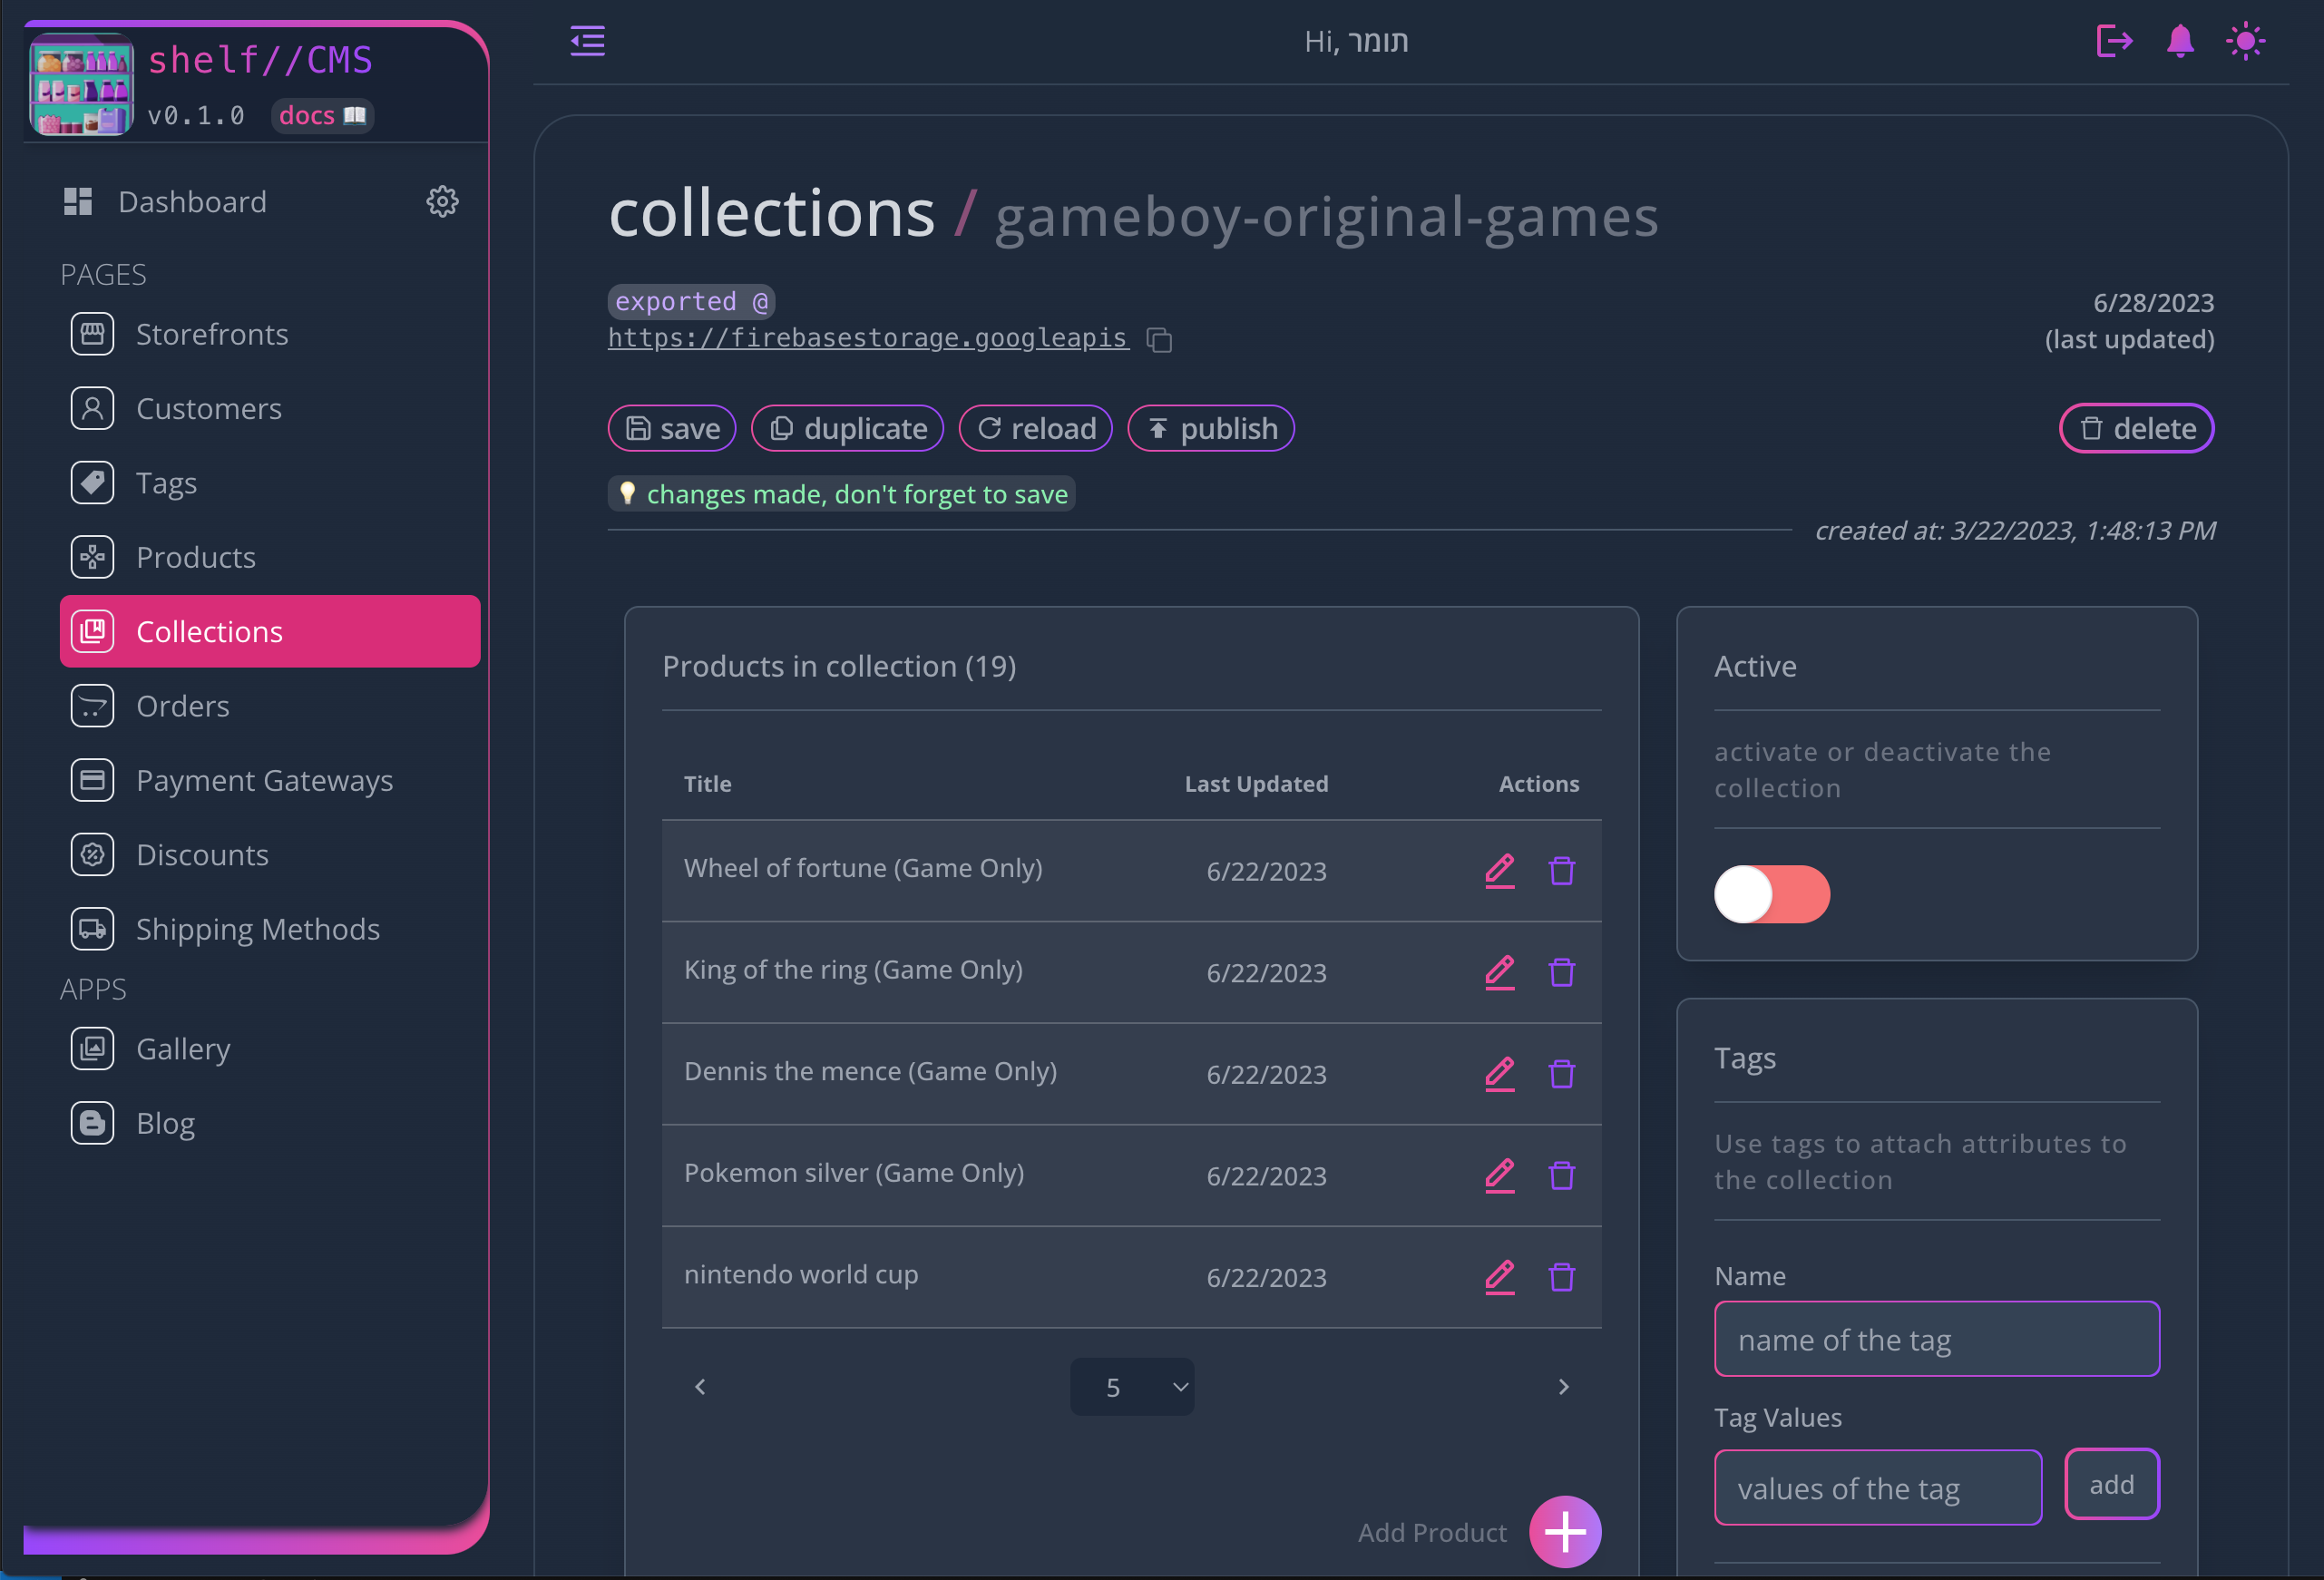 shelf//CMS
v0.1.0 docs
Hi, תומר
Dashboard
PAGES
Storefronts
Customers
Tags
Products
Collections
Orders
Payment Gateways
Discounts
Shipping Methods
APPS
Gallery
Blog
collections / gameboy-original-games
exported @
https://firebasestorage.googleapis
6/28/2023
(last updated)
save duplicate reload publish delete
changes made, don't forget to save
created at: 3/22/2023, 1:48:13 PM
Products in collection (19)
Title Last Updated Actions
Wheel of fortune (Game Only) 6/22/2023
King of the ring (Game Only) 6/22/2023
Dennis the mence (Game Only) 6/22/2023
Pokemon silver (Game Only) 6/22/2023
nintendo world cup 6/22/2023
5
Add Product
Active
activate or deactivate the
collection
Tags
Use tags to attach attributes to
the collection
Name
name of the tag
Tag Values
values of the tag add